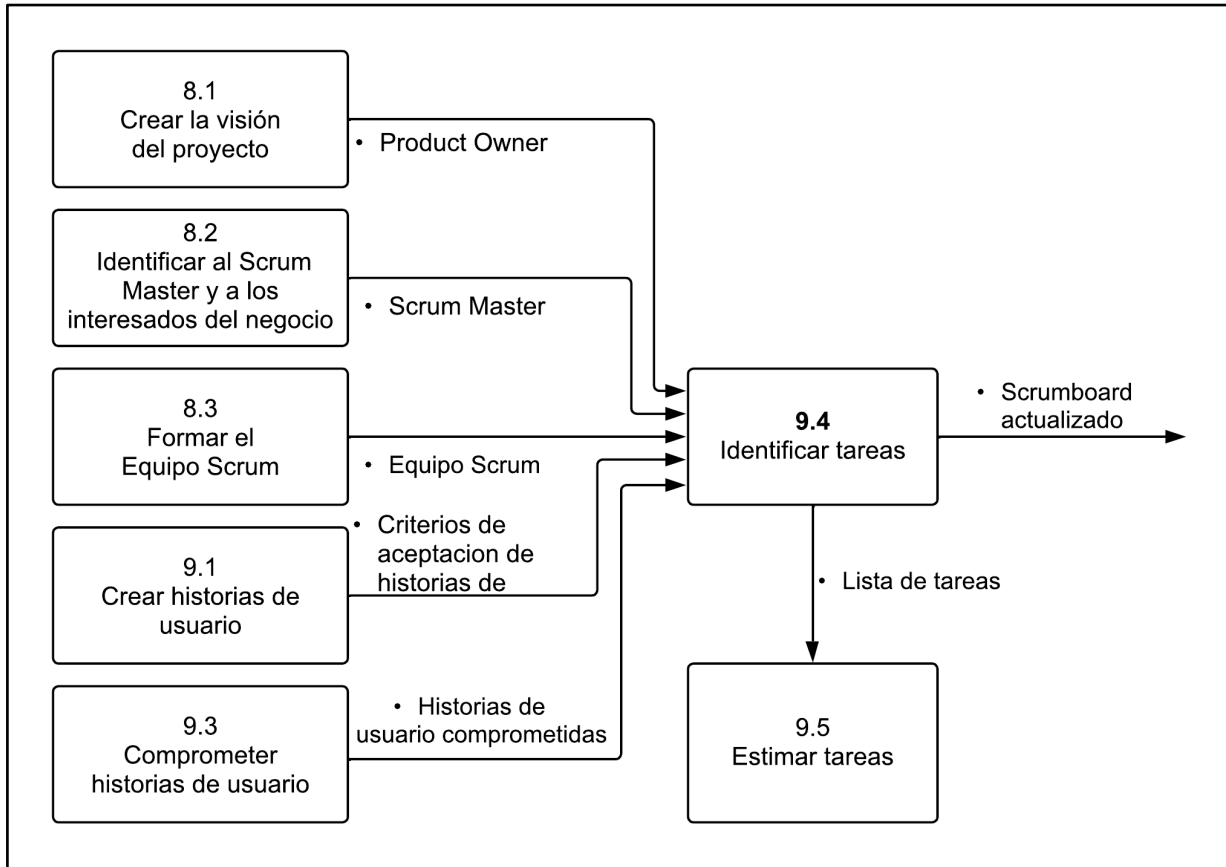 8.1
Crear la visión
del proyecto
• Product Owner
8.2
Identificar al Scrum
Master y a los
interesados del negocio
• Scrum Master
8.3
Formar el
Equipo Scrum
• Equipo Scrum
9.1
Crear historias de
usuario
• Criterios de
aceptacion de
historias de
9.3
Comprometer
historias de usuario
• Historias de
usuario comprometidas
9.4
Identificar tareas
• Scrumboard
actualizado
• Lista de tareas
9.5
Estimar tareas